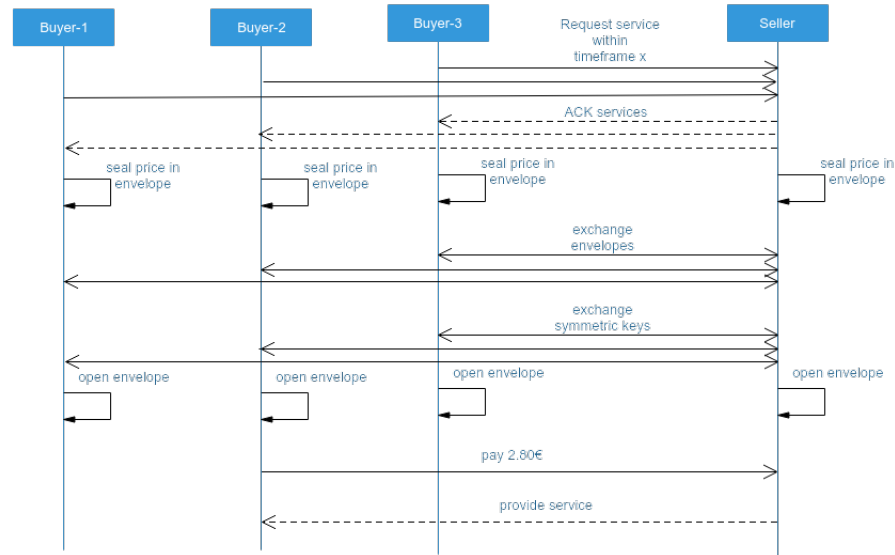 Buyer-1
Buyer-2
Buyer-3
Seller
Request service
within
timeframe x
ACK services
seal price in
envelope
seal price in
envelope
seal price in
envelope
seal price in
envelope
exchange
envelopes
exchange
symmetric keys
open envelope
open envelope
open envelope
open envelope
pay 2.80€
provide service